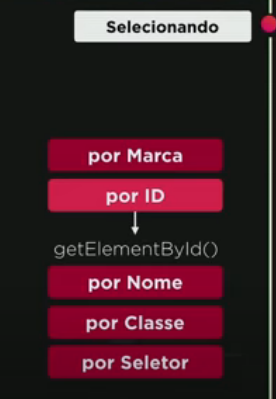 Selecionando
por Marca
por ID
getElementById()
por Nome
por Classe
por Seletor